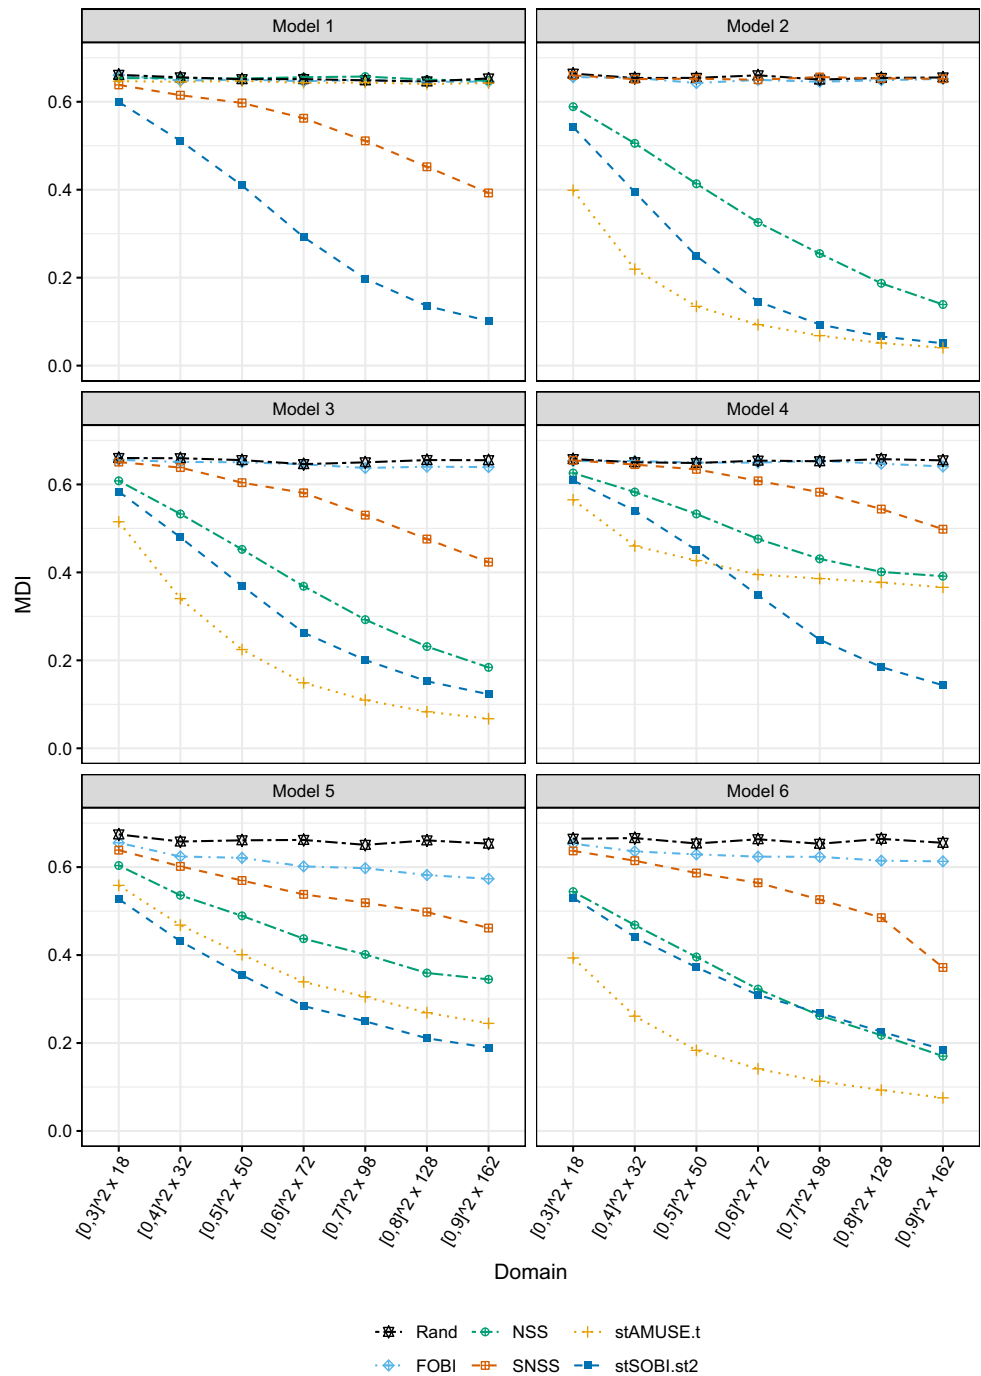 Model 1
Model 2
0.6
0.4
0.2
0.0
Model 3
Model 4
0.6
0.4
0.2
0.0
MDI
Model 5
Model 6
0.6
0.4
0.2
0.0
[0,3]^2 x 18
[0,4]^2 x 32
[0,5]^2 x 50
[0,6]^2 x 72
[0,7]^2 x 98
[0,8]^2 x 128
[0,9]^2 x 162
[0,3]^2 x 18
[0,4]^2 x 32
[0,5]^2 x 50
[0,6]^2 x 72
[0,7]^2 x 98
[0,8]^2 x 128
[0,9]^2 x 162
Domain
Rand NSS stAMUSE.t
FOBI SNSS stSOBI.st2